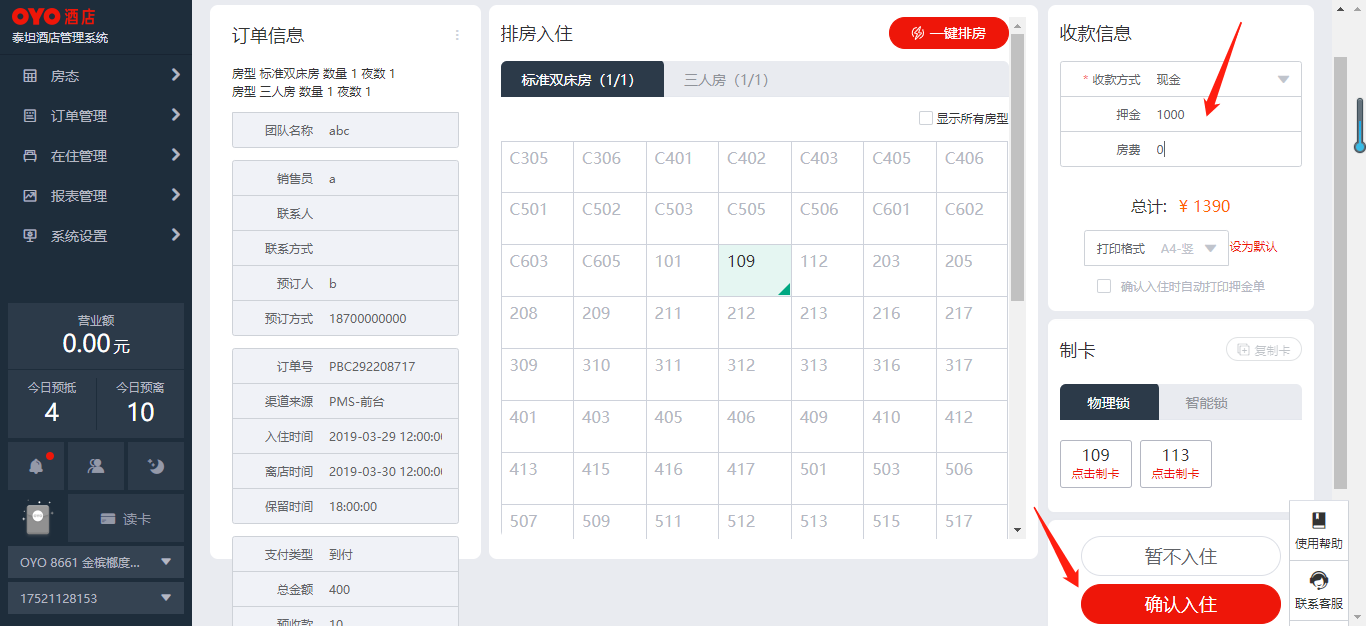 OYO 酒店
泰坦酒店管理系统
房态
订单管理
在住管理
报表管理
系统设置
营业额
0.00元
今日预抵
4
今日预离
10
读卡
OYO 8661 金槟榔度...
17521128153
订单信息
房型 标准双床房 数量 1 夜数 1
房型 三人房 数量 1 夜数 1
团队名称 abc
销售员 a
联系人
联系方式
预订人 b
预订方式 18700000000
订单号 PBC292208717
渠道来源 PMS-前台
入住时间 2019-03-29 12:00:0
离店时间 2019-03-30 12:00:0
保留时间 18:00:00
支付类型 到付
总金额 400
预收款 10
排房入住
一键排房
标准双床房（1/1） 三人房（1/1）
显示所有房型
C305 C306 C401 C402 C403 C405 C406
C501 C502 C503 C505 C506 C601 C602
C603 C605 101 109 112 203 205
208 209 211 212 213 216 217
309 310 311 312 313 316 317
401 403 405 406 409 410 412
413 415 416 417 501 503 506
507 509 511 512 513 515 517
收款信息
* 收款方式 现金
押金 1000
房费 0
总计: ¥ 1390
打印格式 A4-竖 设为默认
确认入住时自动打印押金单
制卡
复制卡
物理锁 智能锁
109 113
点击制卡 点击制卡
暂不入住
确认入住
使用帮助
联系客服